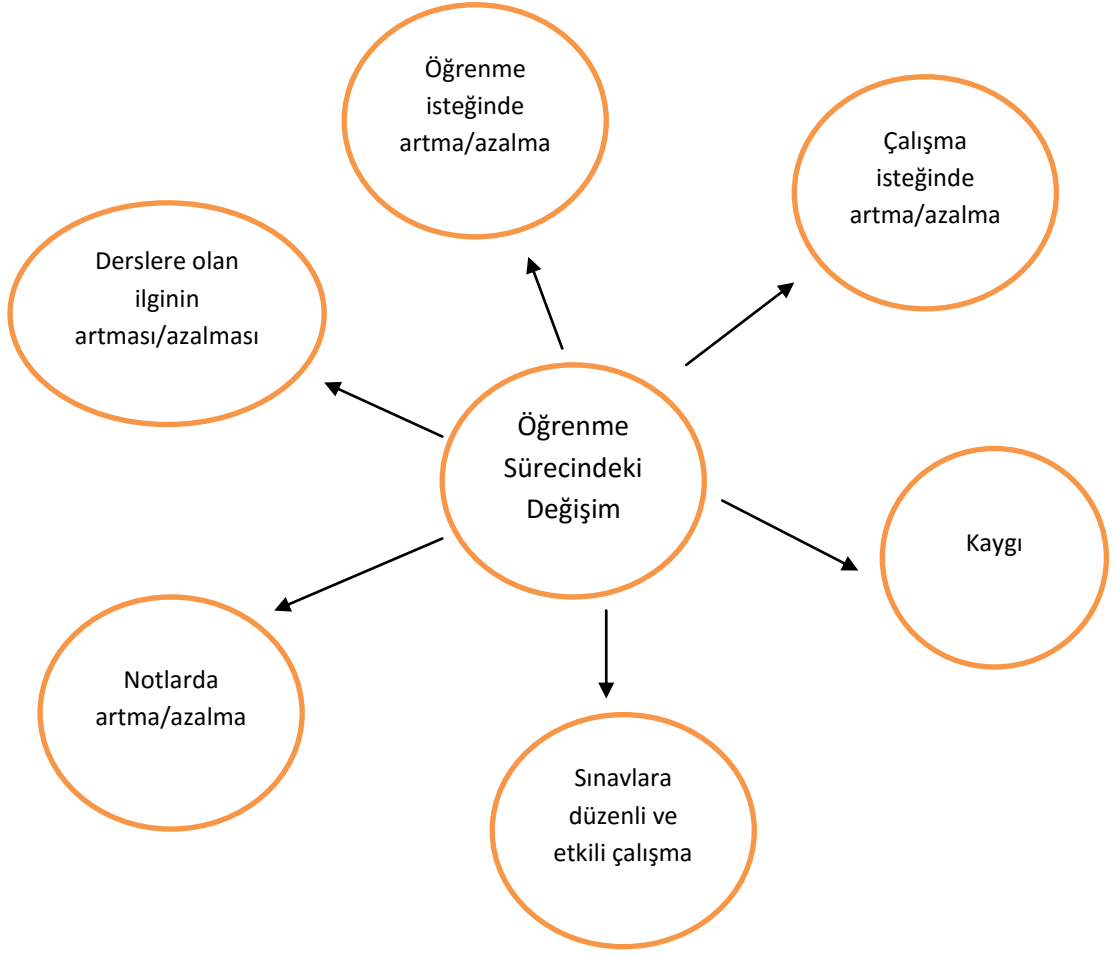 Öğrenme
isteğinde
artma/azalma
Çalışma
isteğinde
artma/azalma
Derslere olan
ilginin
artması/azalması
Öğrenme
Sürecindeki
Değişim
Kaygı
Notlarda
artma/azalma
Sınavlara
düzenli ve
etkili çalışma